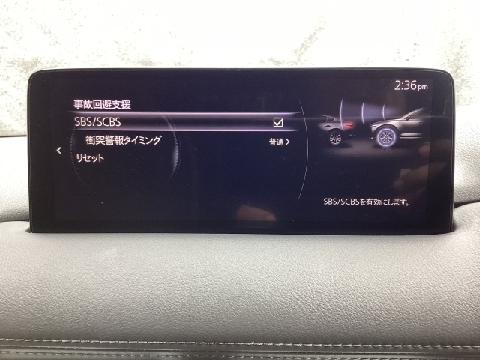 2:36pm
事故回避支援
SBS/SCBS
衝突警報タイミング 普通
リセット
SBS/SCBSを有効にします。